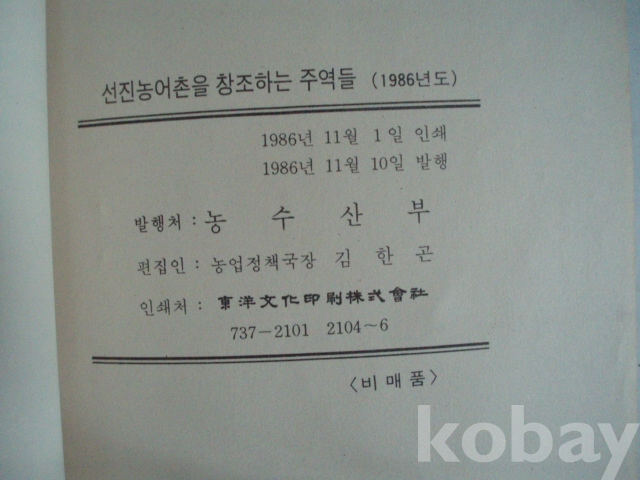 선진농어촌을 창조하는 주역들 (1986년도)
1986년 11월 1일 인쇄
1986년 11월 10일 발행
발행처 : 농 수 산 부
편집인 : 농업정책국장 김 한 곤
인쇄처 : 東洋文化印刷株式會社
737-2101 2104~6
<비매품>
kobay